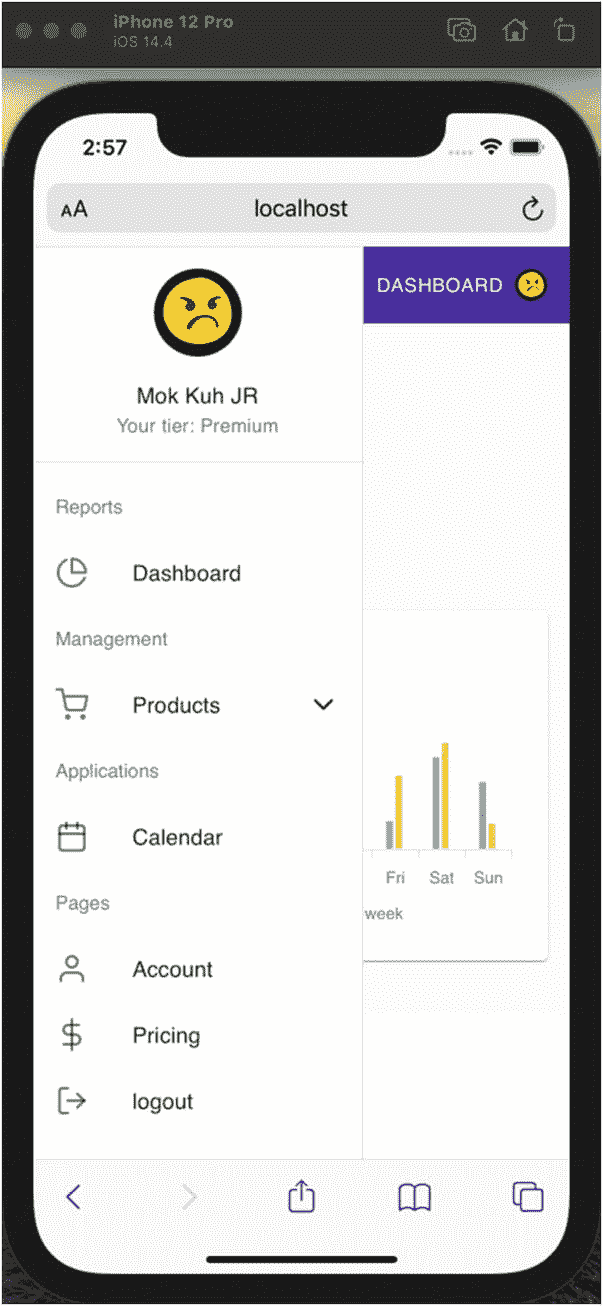 iPhone 12 Pro
iOS 14.4
2:57
AA localhost
DASHBOARD
Mok Kuh JR
Your tier: Premium
Reports
Dashboard
Management
Products
Applications
Calendar
Fri Sat Sun
Pages
week
Account
Pricing
logout